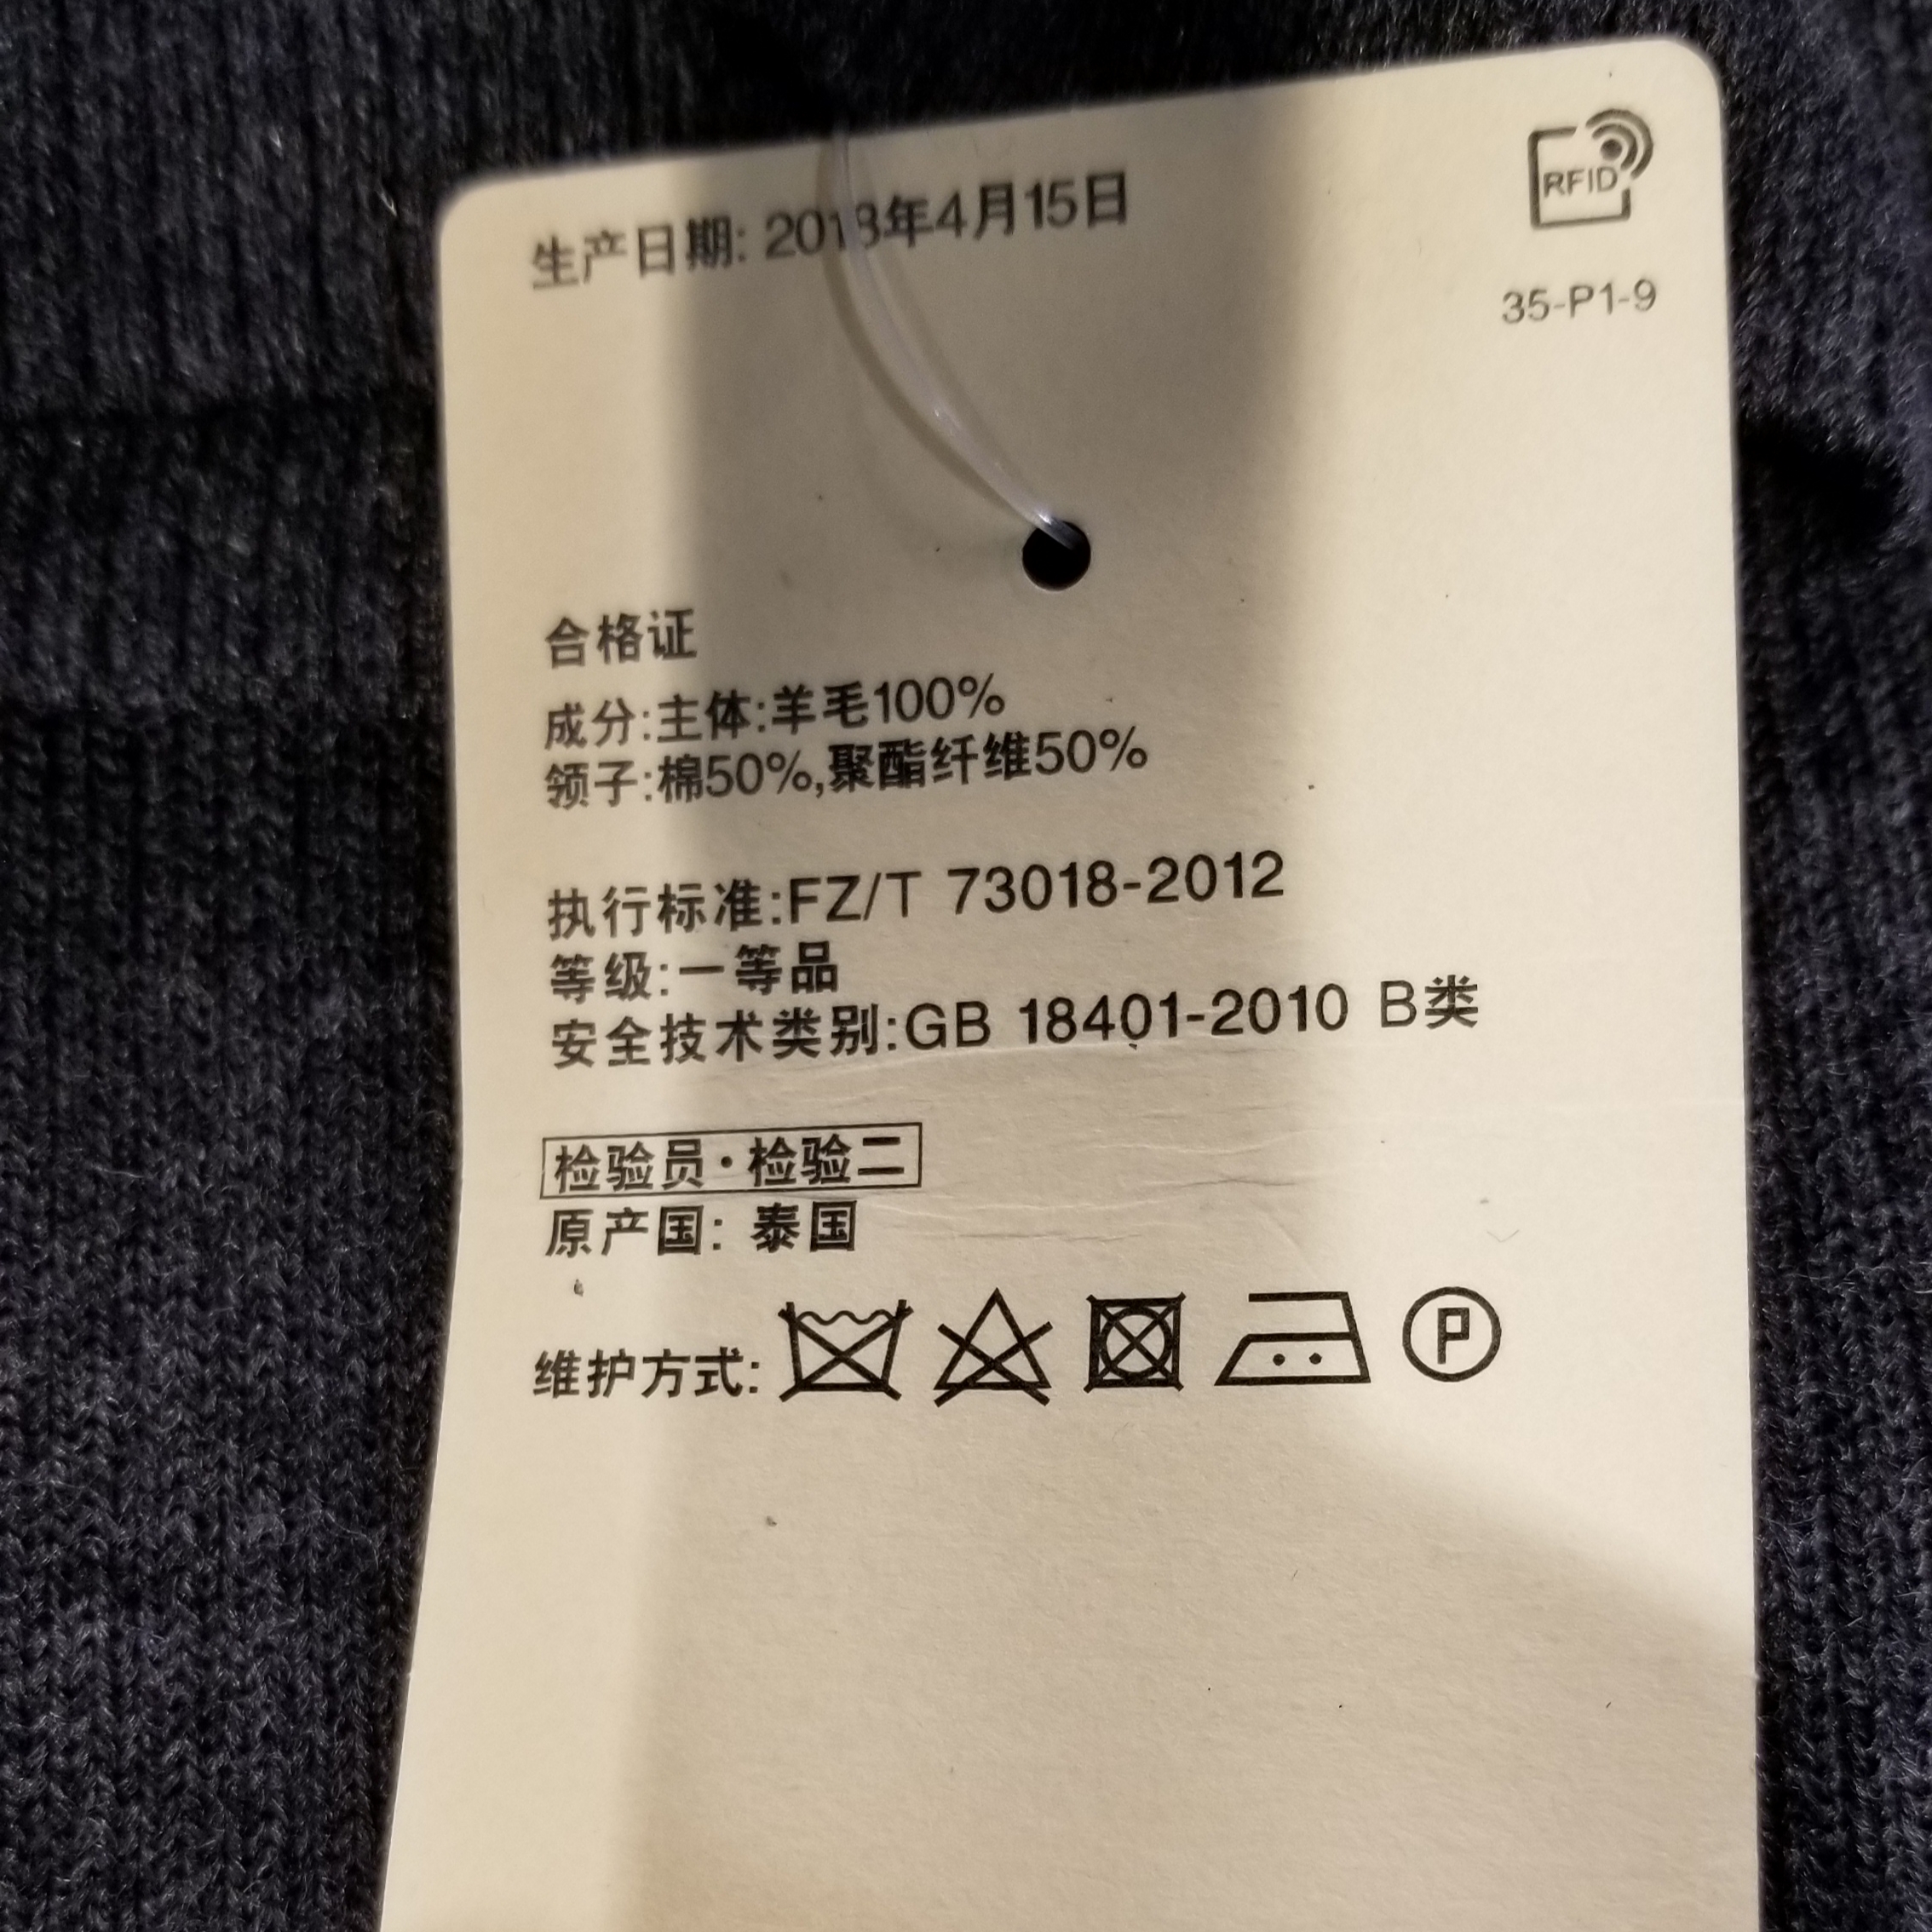 生产日期: 2018年4月15日
RFID
35-P1-9
合格证
成分:主体:羊毛100%
领子:棉50%,聚酯纤维50%
执行标准:FZ/T 73018-2012
等级:一等品
安全技术类别:GB 18401-2010 B类
检验员·检验二
原产国: 泰国
维护方式:
P